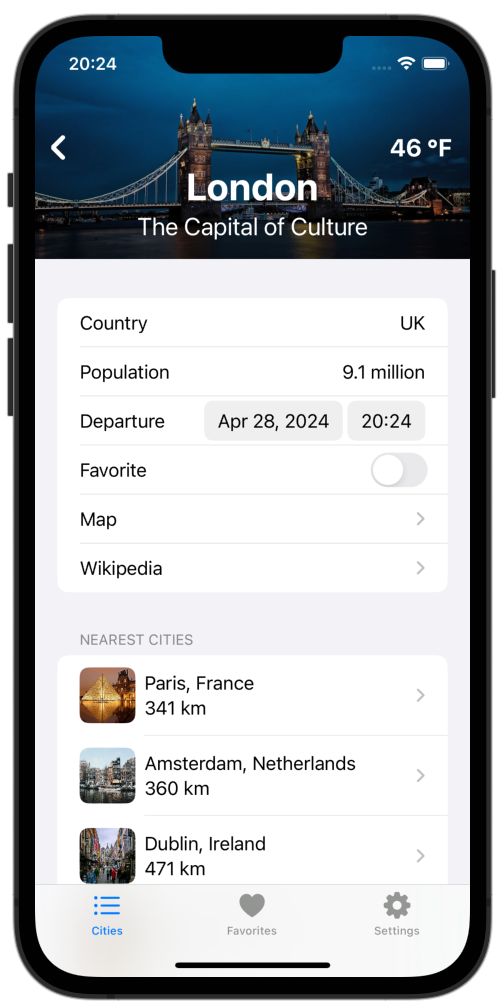 20:24
46 °F
London
The Capital of Culture
Country UK
Population 9.1 million
Departure Apr 28, 2024 20:24
Favorite
Map
Wikipedia
NEAREST CITIES
Paris, France
341 km
Amsterdam, Netherlands
360 km
Dublin, Ireland
471 km
Cities Favorites Settings